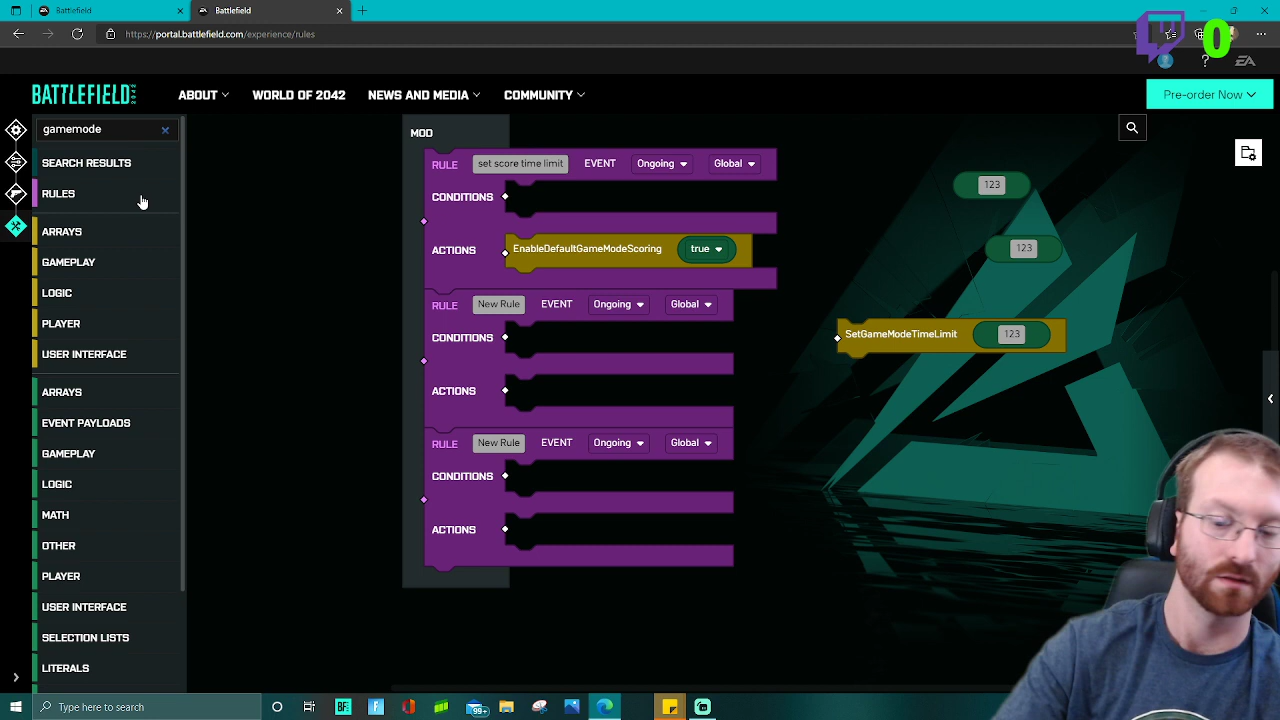 Battlefield
Battlefield
https://portal.battlefield.com/experience/rules
0
BATTLEFIELD 2042
ABOUT
WORLD OF 2042
NEWS AND MEDIA
COMMUNITY
Pre-order Now
gamemode
SEARCH RESULTS
RULES
ARRAYS
GAMEPLAY
LOGIC
PLAYER
USER INTERFACE
ARRAYS
EVENT PAYLOADS
GAMEPLAY
LOGIC
MATH
OTHER
PLAYER
USER INTERFACE
SELECTION LISTS
LITERALS
MOD
RULE set score time limit EVENT Ongoing Global
CONDITIONS
ACTIONS EnableDefaultGameModeScoring true
RULE New Rule EVENT Ongoing Global
CONDITIONS
ACTIONS
RULE New Rule EVENT Ongoing Global
CONDITIONS
ACTIONS
123
123
SetGameModeTimeLimit 123
Type here to search
BF
F
99+